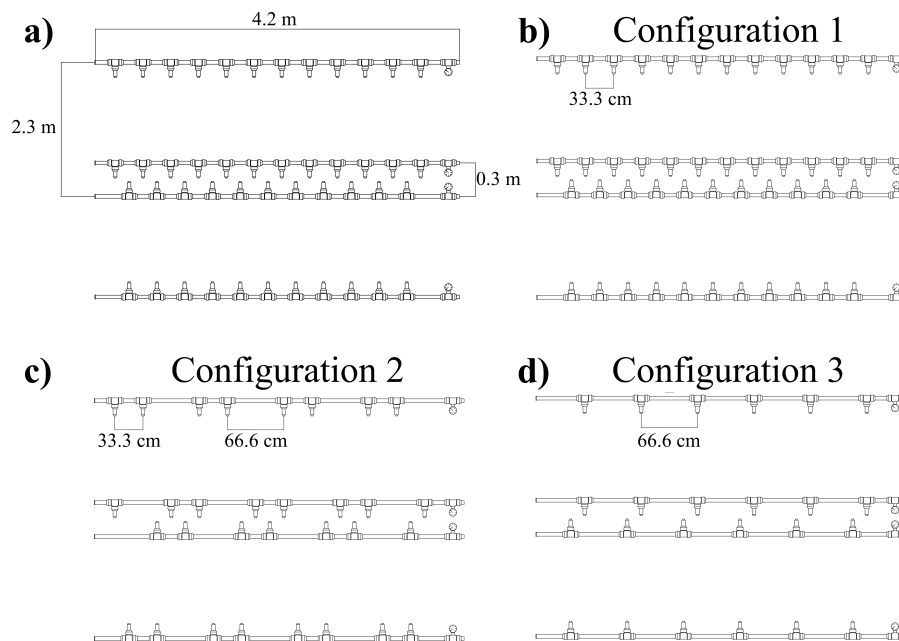 a)
4.2 m
2.3 m
0.3 m
b) Configuration 1
33.3 cm
c) Configuration 2
33.3 cm 66.6 cm
d) Configuration 3
66.6 cm